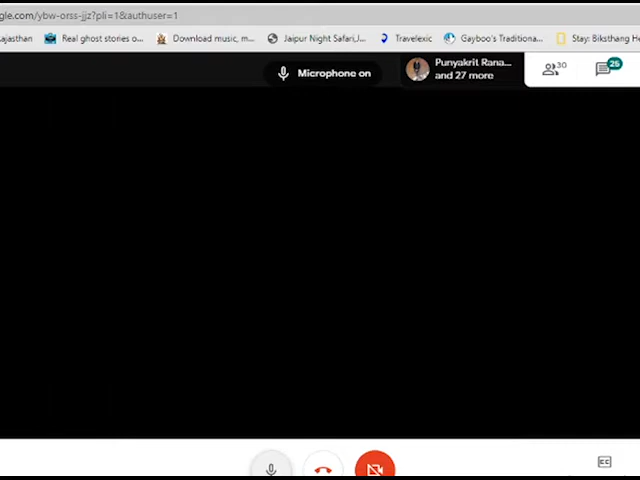 gle.com/ybw-orss-jjz?pli=1&authuser=1
ajasthan Real ghost stories o... Download music, m... Jaipur Night Safari,J... Travelexic Gayboo's Traditiona... Stay: Biksthang He
Microphone on
Punyakrit Rana...
and 27 more
30
25
CC